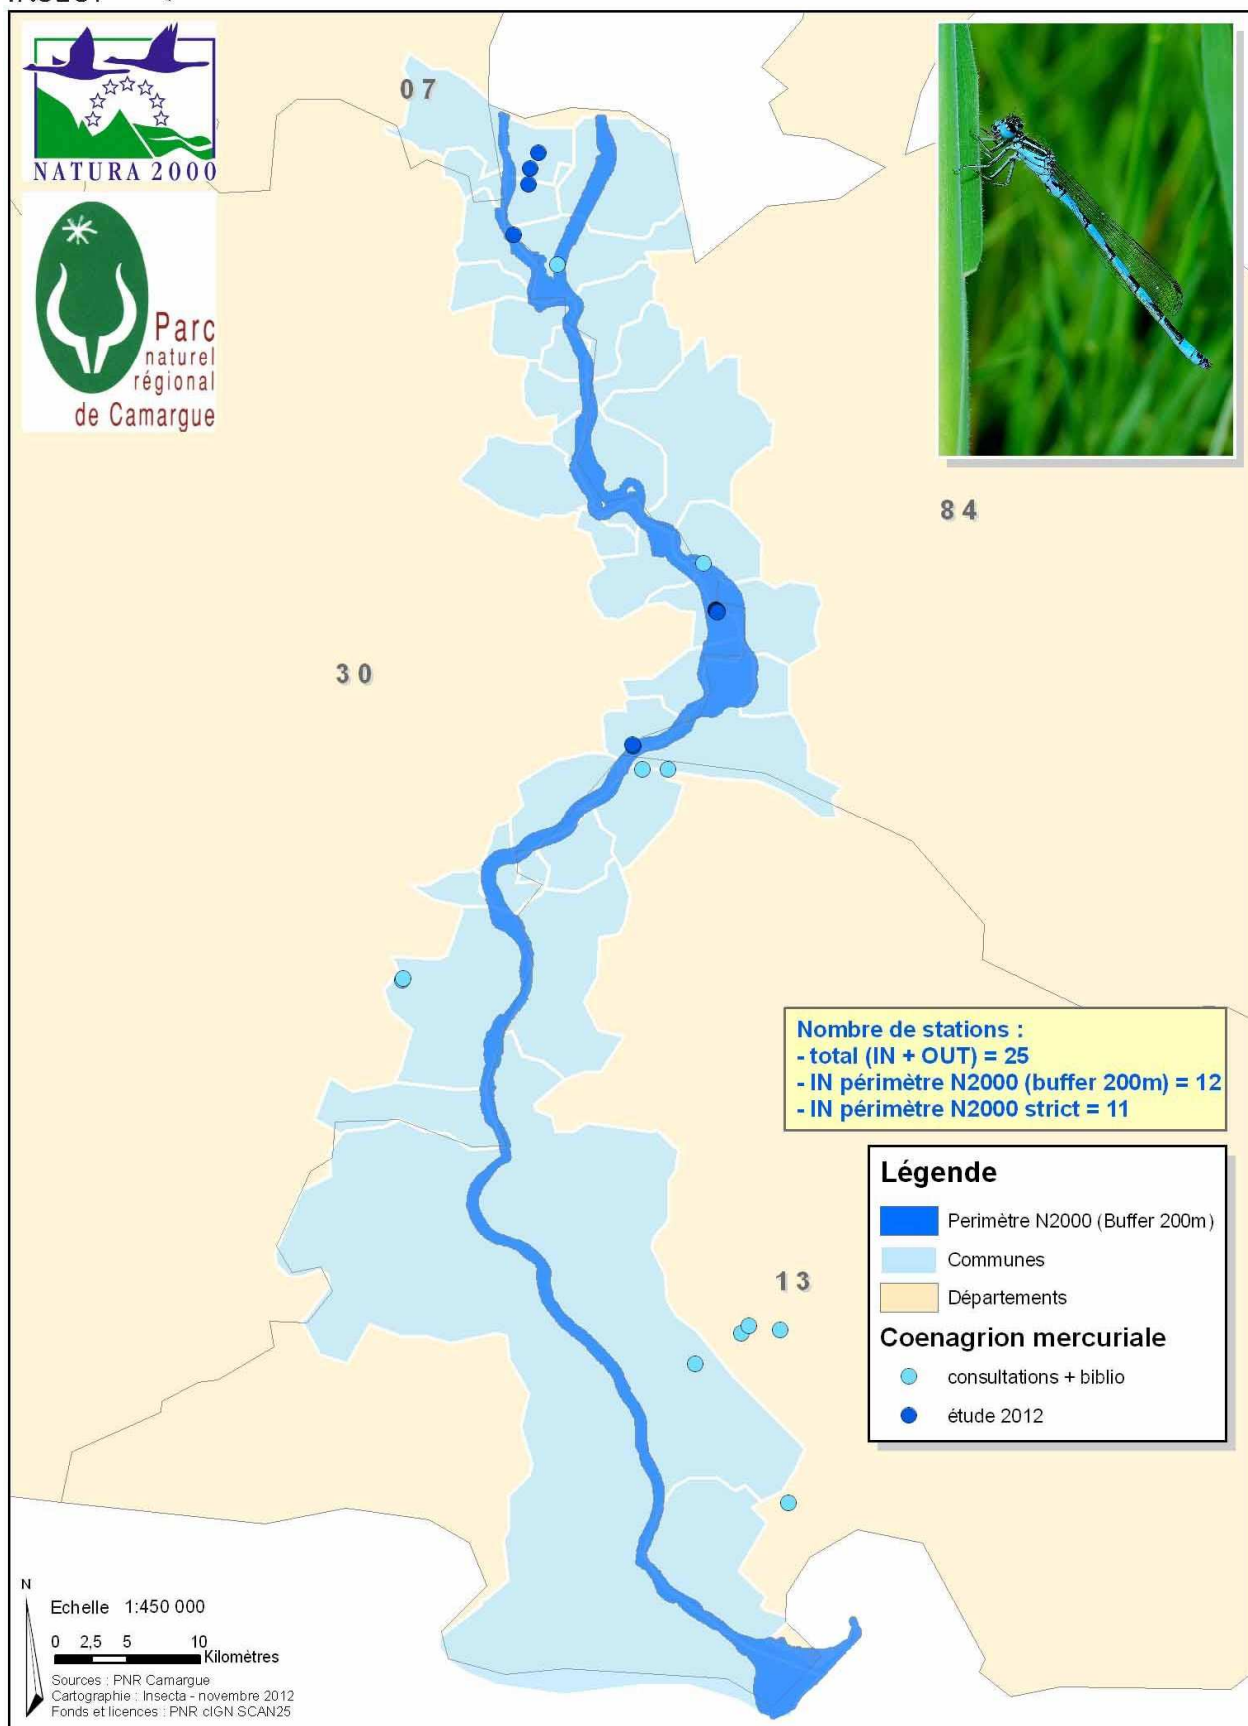 07
NATURA 2000
Parc
naturel
régional
de Camargue
84
30
Nombre de stations :
- total (IN + OUT) = 25
- IN périmètre N2000 (buffer 200m) = 12
- IN périmètre N2000 strict = 11
Légende
Perimètre N2000 (Buffer 200m)
Communes
Départements
13
Coenagrion mercuriale
consultations + biblio
étude 2012
N
Echelle 1:450 000
0 2,5 5 10
Kilomètres
Sources : PNR Camargue
Cartographie : Insecta - novembre 2012
Fonds et licences : PNR cIGN SCAN25